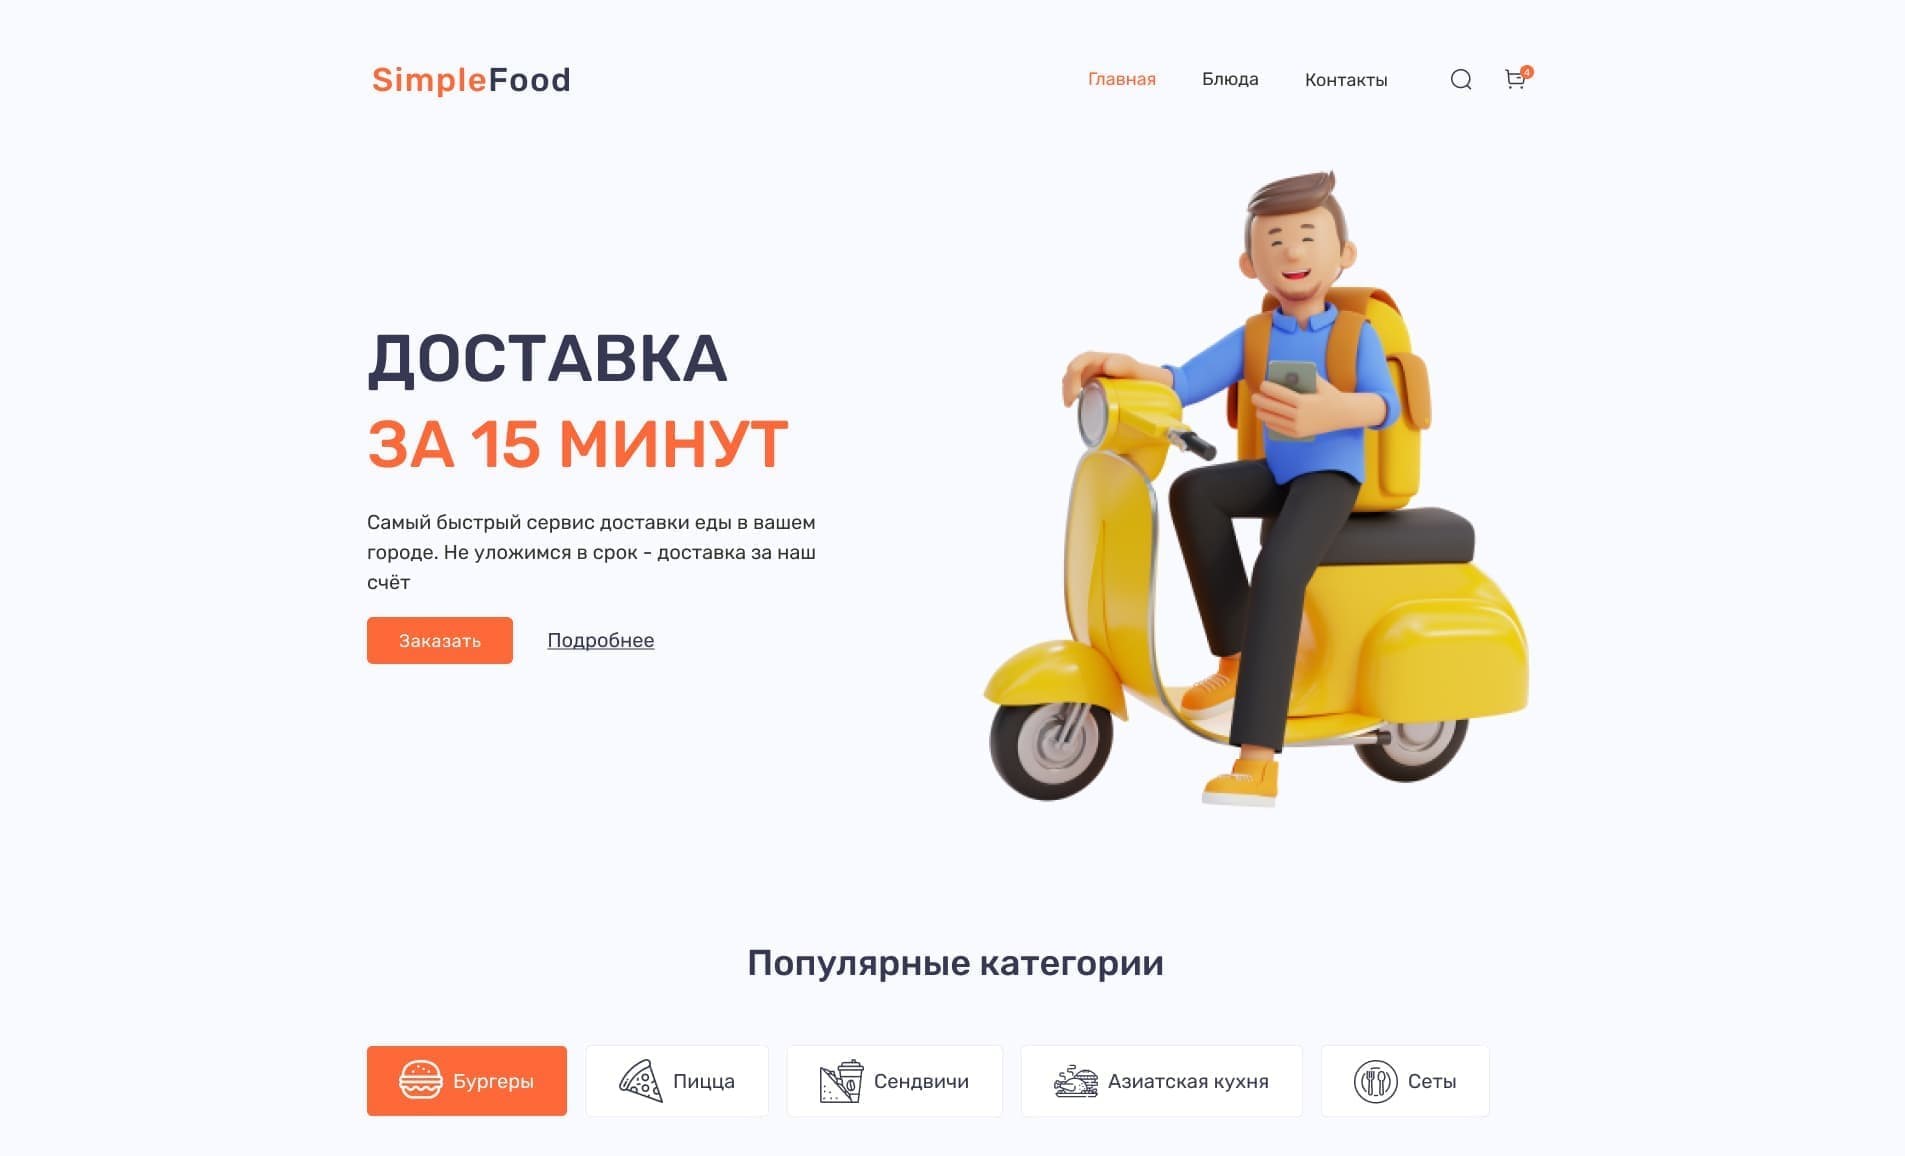 SimpleFood
Главная
Блюда
Контакты
4
ДОСТАВКА
ЗА 15 МИНУТ
Самый быстрый сервис доставки еды в вашем
городе. Не уложимся в срок - доставка за наш
счёт
Заказать
Подробнее
Популярные категории
Бургеры
Пицца
Сендвичи
Азиатская кухня
Сеты